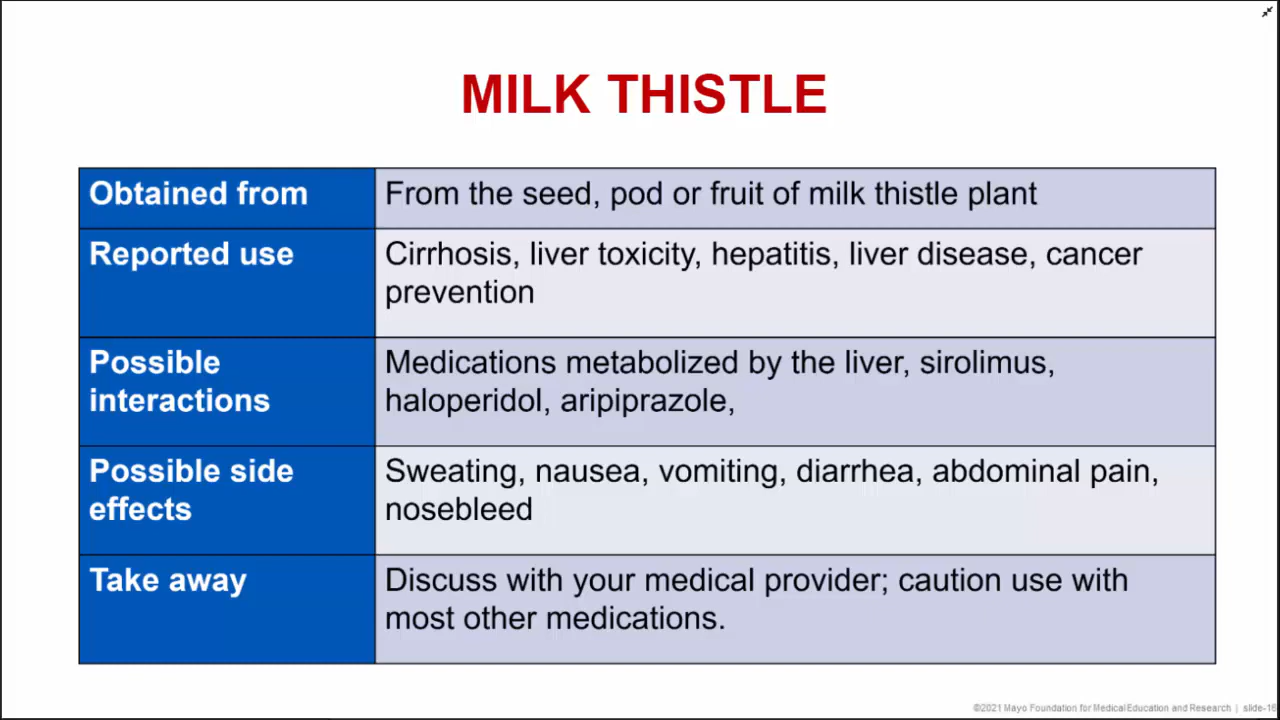 MILK THISTLE
Obtained from
From the seed, pod or fruit of milk thistle plant
Reported use
Cirrhosis, liver toxicity, hepatitis, liver disease, cancer
prevention
Possible
interactions
Medications metabolized by the liver, sirolimus,
haloperidol, aripiprazole,
Possible side
effects
Sweating, nausea, vomiting, diarrhea, abdominal pain,
nosebleed
Take away
Discuss with your medical provider; caution use with
most other medications.
©2021 Mayo Foundation for Medical Education and Research | slide-16